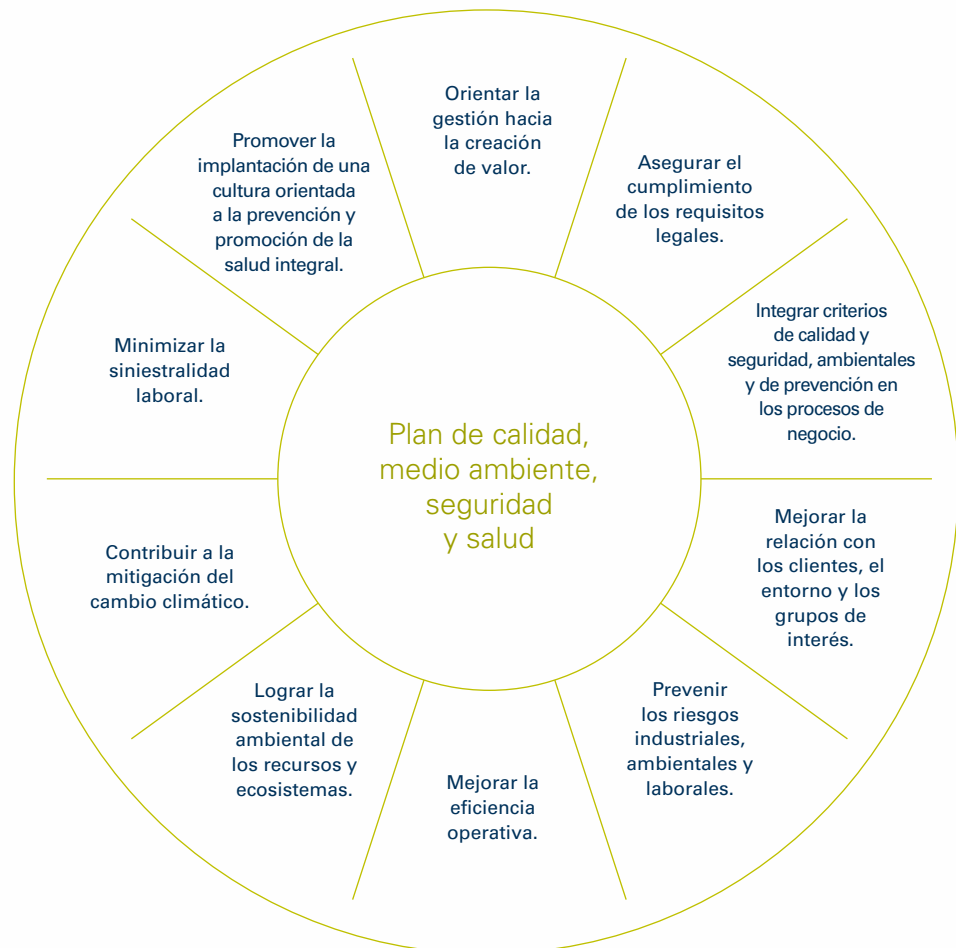 Plan de calidad,
medio ambiente,
seguridad
y salud
Orientar la
gestión hacia
la creación
de valor.
Asegurar el
cumplimiento
de los requisitos
legales.
Integrar criterios
de calidad y
seguridad, ambientales
y de prevención en
los procesos de
negocio.
Mejorar la
relación con
los clientes, el
entorno y los
grupos de
interés.
Prevenir
los riesgos
industriales,
ambientales y
laborales.
Mejorar la
eficiencia
operativa.
Lograr la
sostenibilidad
ambiental de
los recursos y
ecosistemas.
Contribuir a la
mitigación del
cambio climático.
Minimizar la
siniestralidad
laboral.
Promover la
implantación de una
cultura orientada
a la prevención y
promoción de la
salud integral.